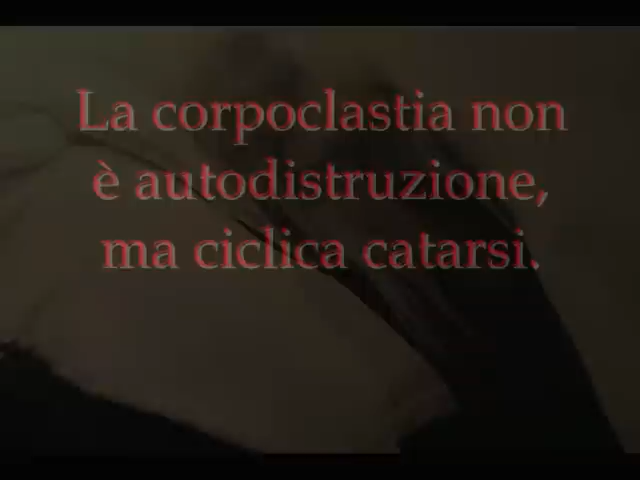 La corpoclastia non
è autodistruzione,
ma ciclica catarsi.